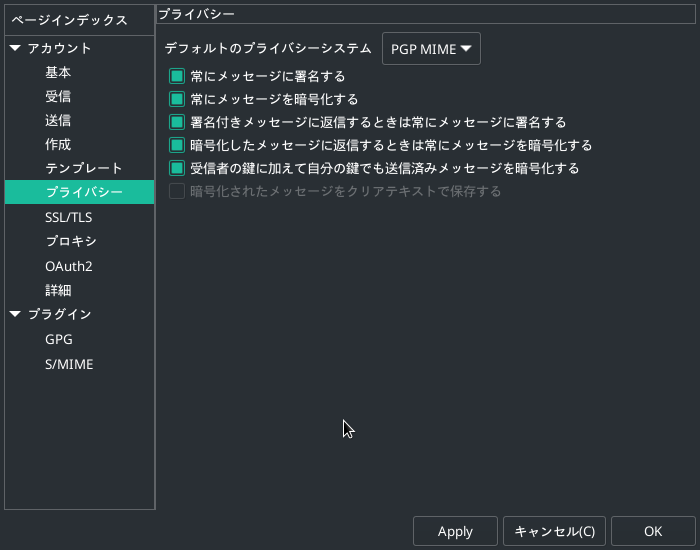 ページインデックス
アカウント
基本
受信
送信
作成
テンプレート
プライバシー
SSL/TLS
プロキシ
OAuth2
詳細
プラグイン
GPG
S/MIME
プライバシー
デフォルトのプライバシーシステム PGP MIME
常にメッセージに署名する
常にメッセージを暗号化する
署名付きメッセージに返信するときは常にメッセージに署名する
暗号化したメッセージに返信するときは常にメッセージを暗号化する
受信者の鍵に加えて自分の鍵でも送信済みメッセージを暗号化する
暗号化されたメッセージをクリアテキストで保存する
Apply キャンセル(C) OK